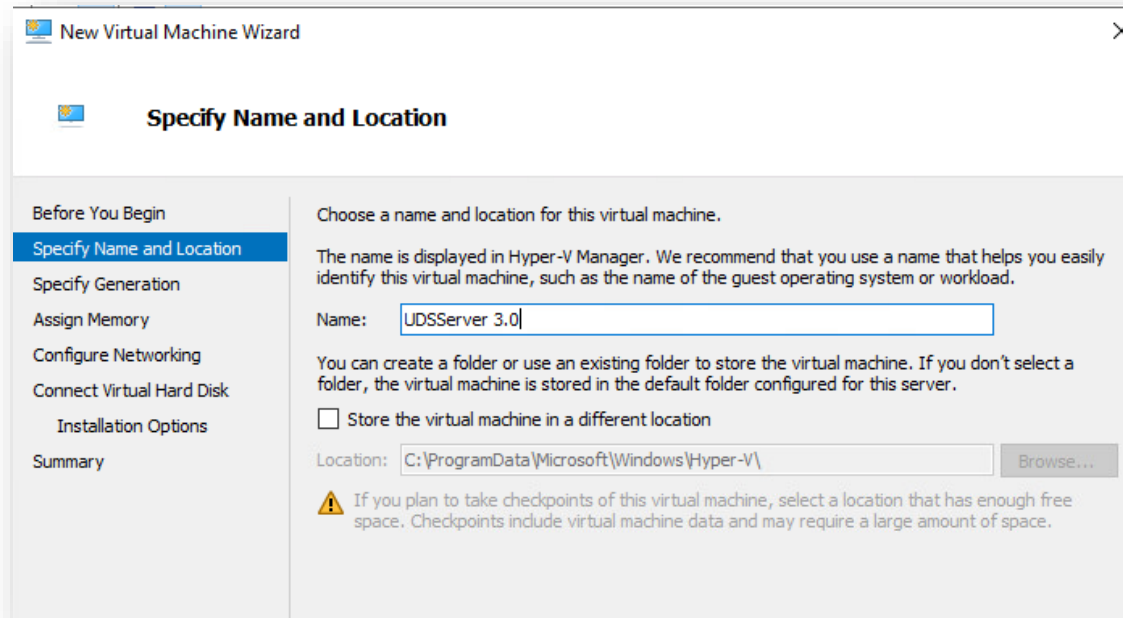 New Virtual Machine Wizard
Specify Name and Location
Before You Begin
Specify Name and Location
Specify Generation
Assign Memory
Configure Networking
Connect Virtual Hard Disk
Installation Options
Summary
Choose a name and location for this virtual machine.
The name is displayed in Hyper-V Manager. We recommend that you use a name that helps you easily
identify this virtual machine, such as the name of the guest operating system or workload.
Name: UDSServer 3.0
You can create a folder or use an existing folder to store the virtual machine. If you don't select a
folder, the virtual machine is stored in the default folder configured for this server.
Store the virtual machine in a different location
Location: C:\ProgramData\Microsoft\Windows\Hyper-V\ Browse...
If you plan to take checkpoints of this virtual machine, select a location that has enough free
space. Checkpoints include virtual machine data and may require a large amount of space.